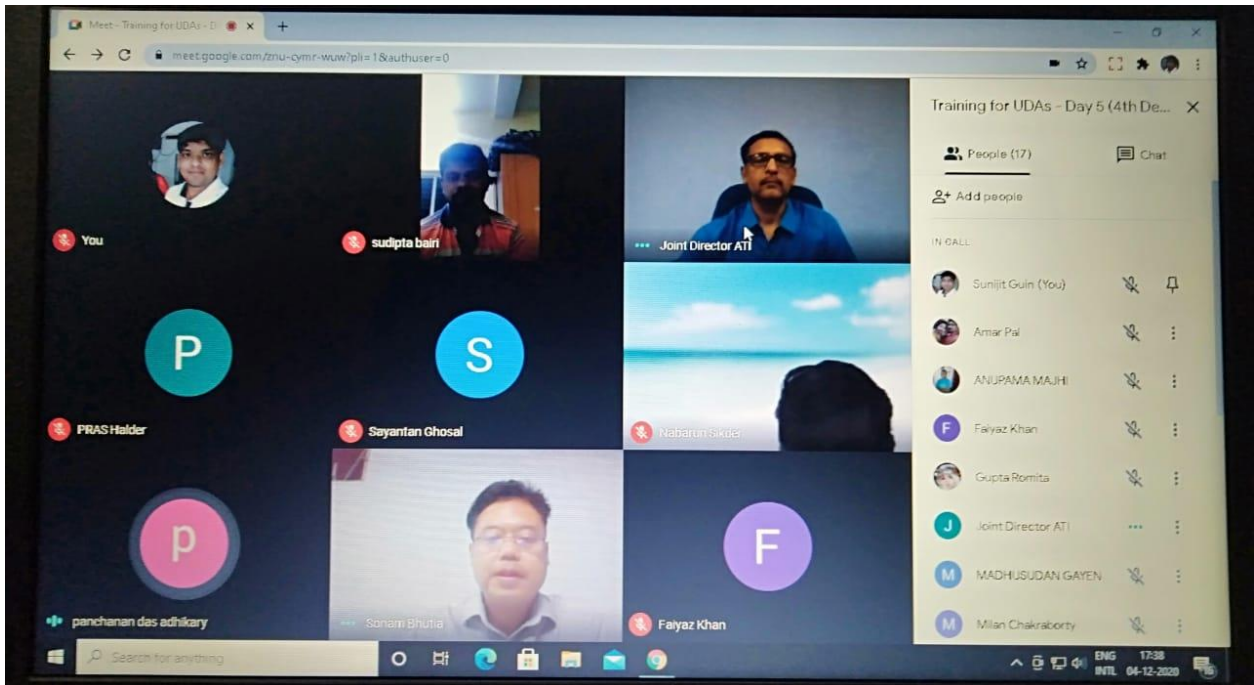 Meet - Training for UDAs - D
meet.google.com/znu-cymr-wuw?pli=1&authuser=0
You
sudipta bairi
Joint Director ATI
P
S
PRAS Halder
Sayantan Ghosal
Nabarun Sikder
p
F
panchanan das adhikary
Sonam Bhutia
Faiyaz Khan
Training for UDAs - Day 5 (4th De...
People (17)
Chat
Add people
IN CALL
Sunijit Guin (You)
Amar Pal
ANUPAMA MAJHI
F
Faiyaz Khan
Gupta Romita
J
Joint Director ATI
M
MADHUSUDAN GAYEN
M
Milan Chakraborty
Search for anything
ENG
INTL
17:38
04-12-2020
16